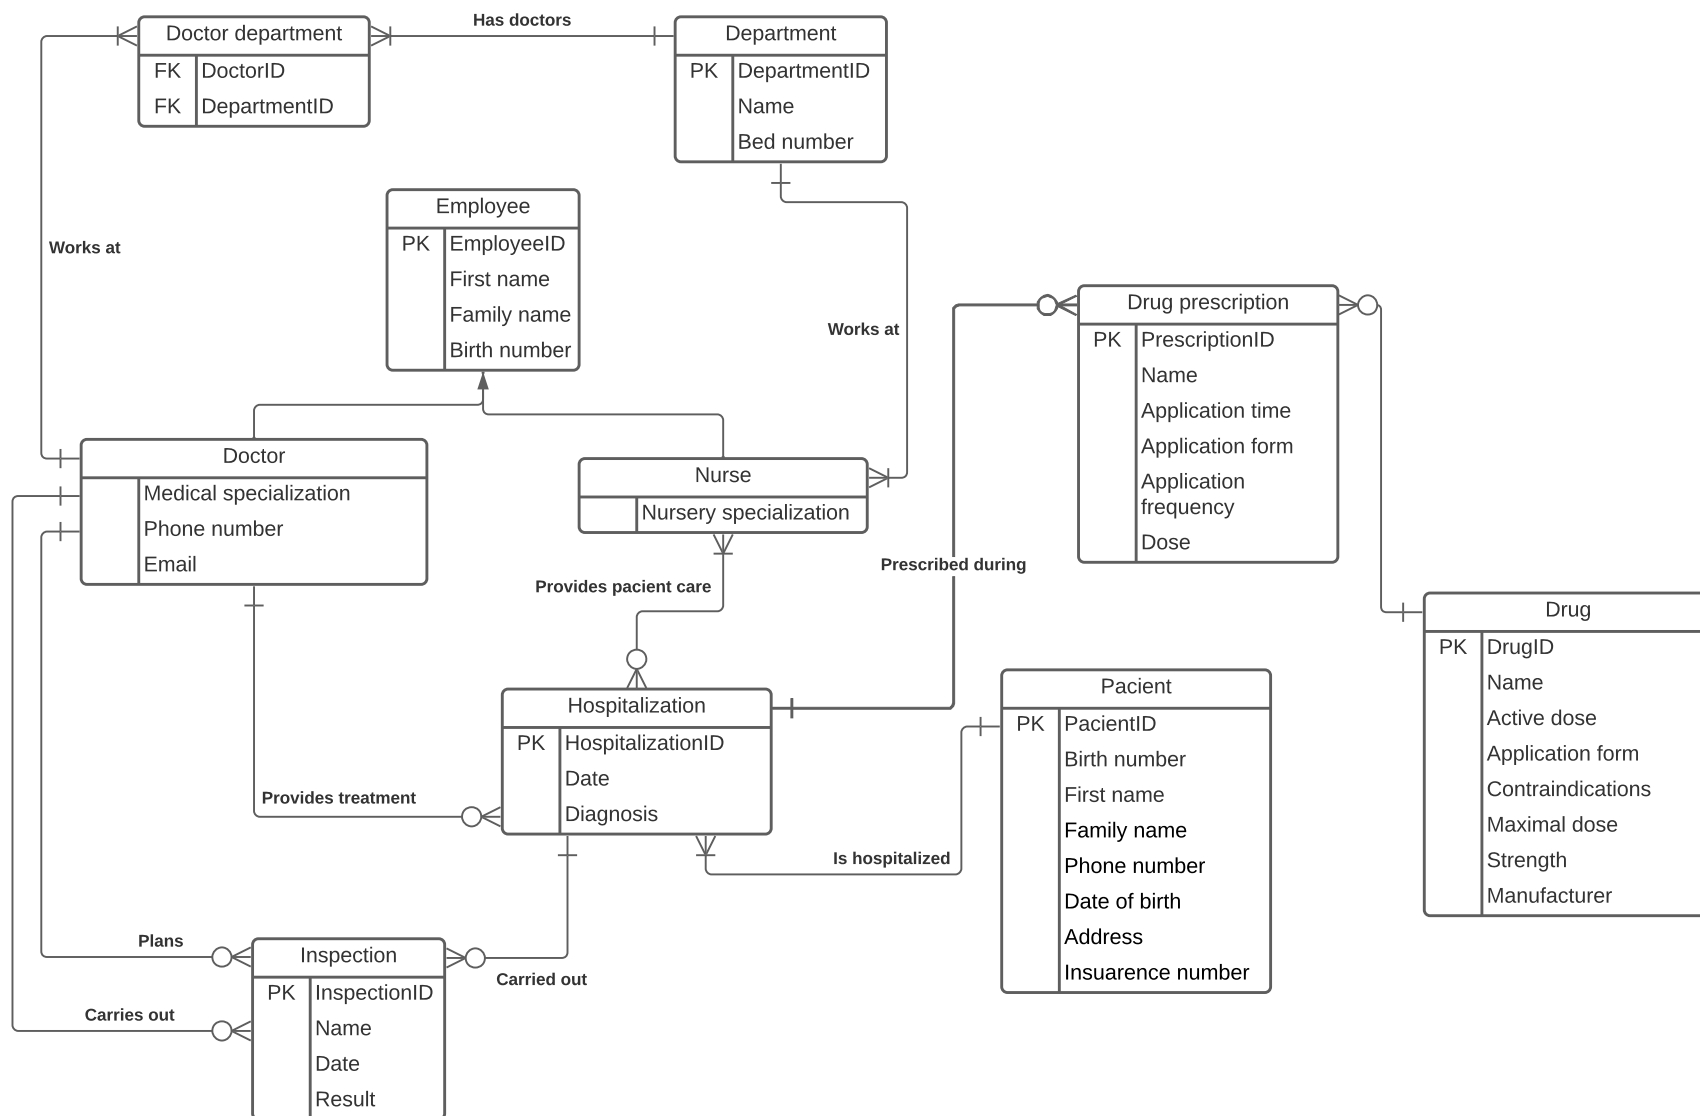 Doctor department
FK DoctorID
FK DepartmentID
Has doctors
Department
PK DepartmentID
Name
Bed number
Works at
Employee
PK EmployeeID
First name
Family name
Birth number
Works at
Drug prescription
PK PrescriptionID
Name
Application time
Application form
Application
frequency
Dose
Doctor
Medical specialization
Phone number
Email
Nurse
Nursery specialization
Provides pacient care
Prescribed during
Drug
PK DrugID
Name
Active dose
Application form
Contraindications
Maximal dose
Strength
Manufacturer
Hospitalization
PK HospitalizationID
Date
Diagnosis
Pacient
PK PacientID
Birth number
First name
Family name
Phone number
Date of birth
Address
Insuarence number
Provides treatment
Is hospitalized
Plans
Carries out
Carried out
Inspection
PK InspectionID
Name
Date
Result